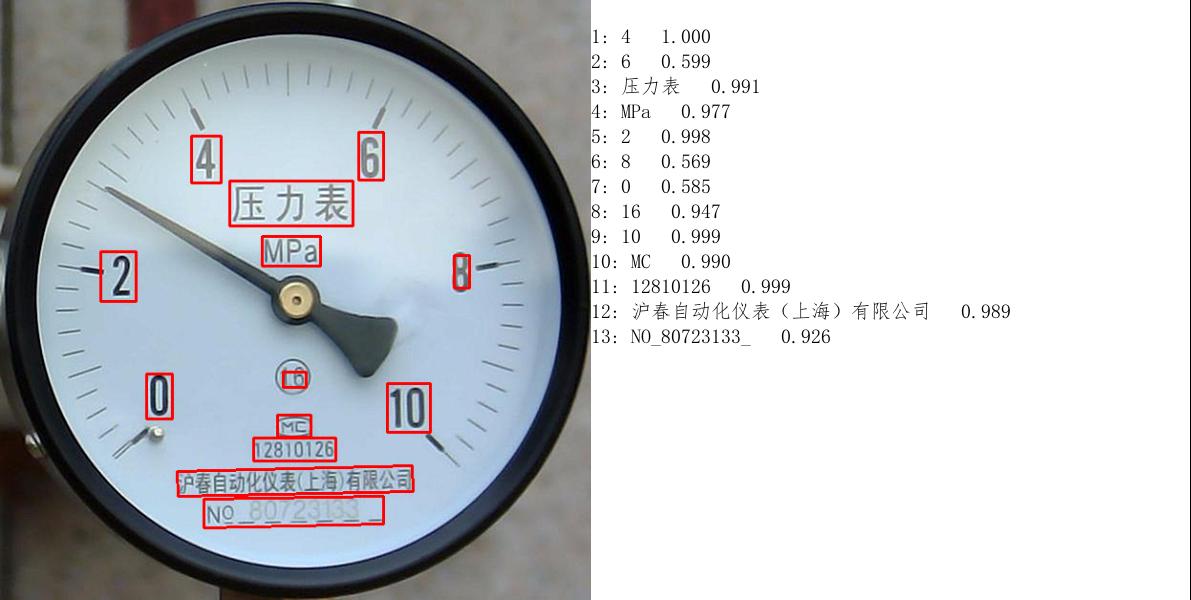 4 6
压力表
MPa
2 8
1.6
0 10
MC
12810126
沪春自动化仪表(上海)有限公司
NO_80723133_
1: 4 1.000
2: 6 0.599
3: 压力表 0.991
4: MPa 0.977
5: 2 0.998
6: 8 0.569
7: 0 0.585
8: 16 0.947
9: 10 0.999
10: MC 0.990
11: 12810126 0.999
12: 沪春自动化仪表（上海）有限公司 0.989
13: NO_80723133_ 0.926